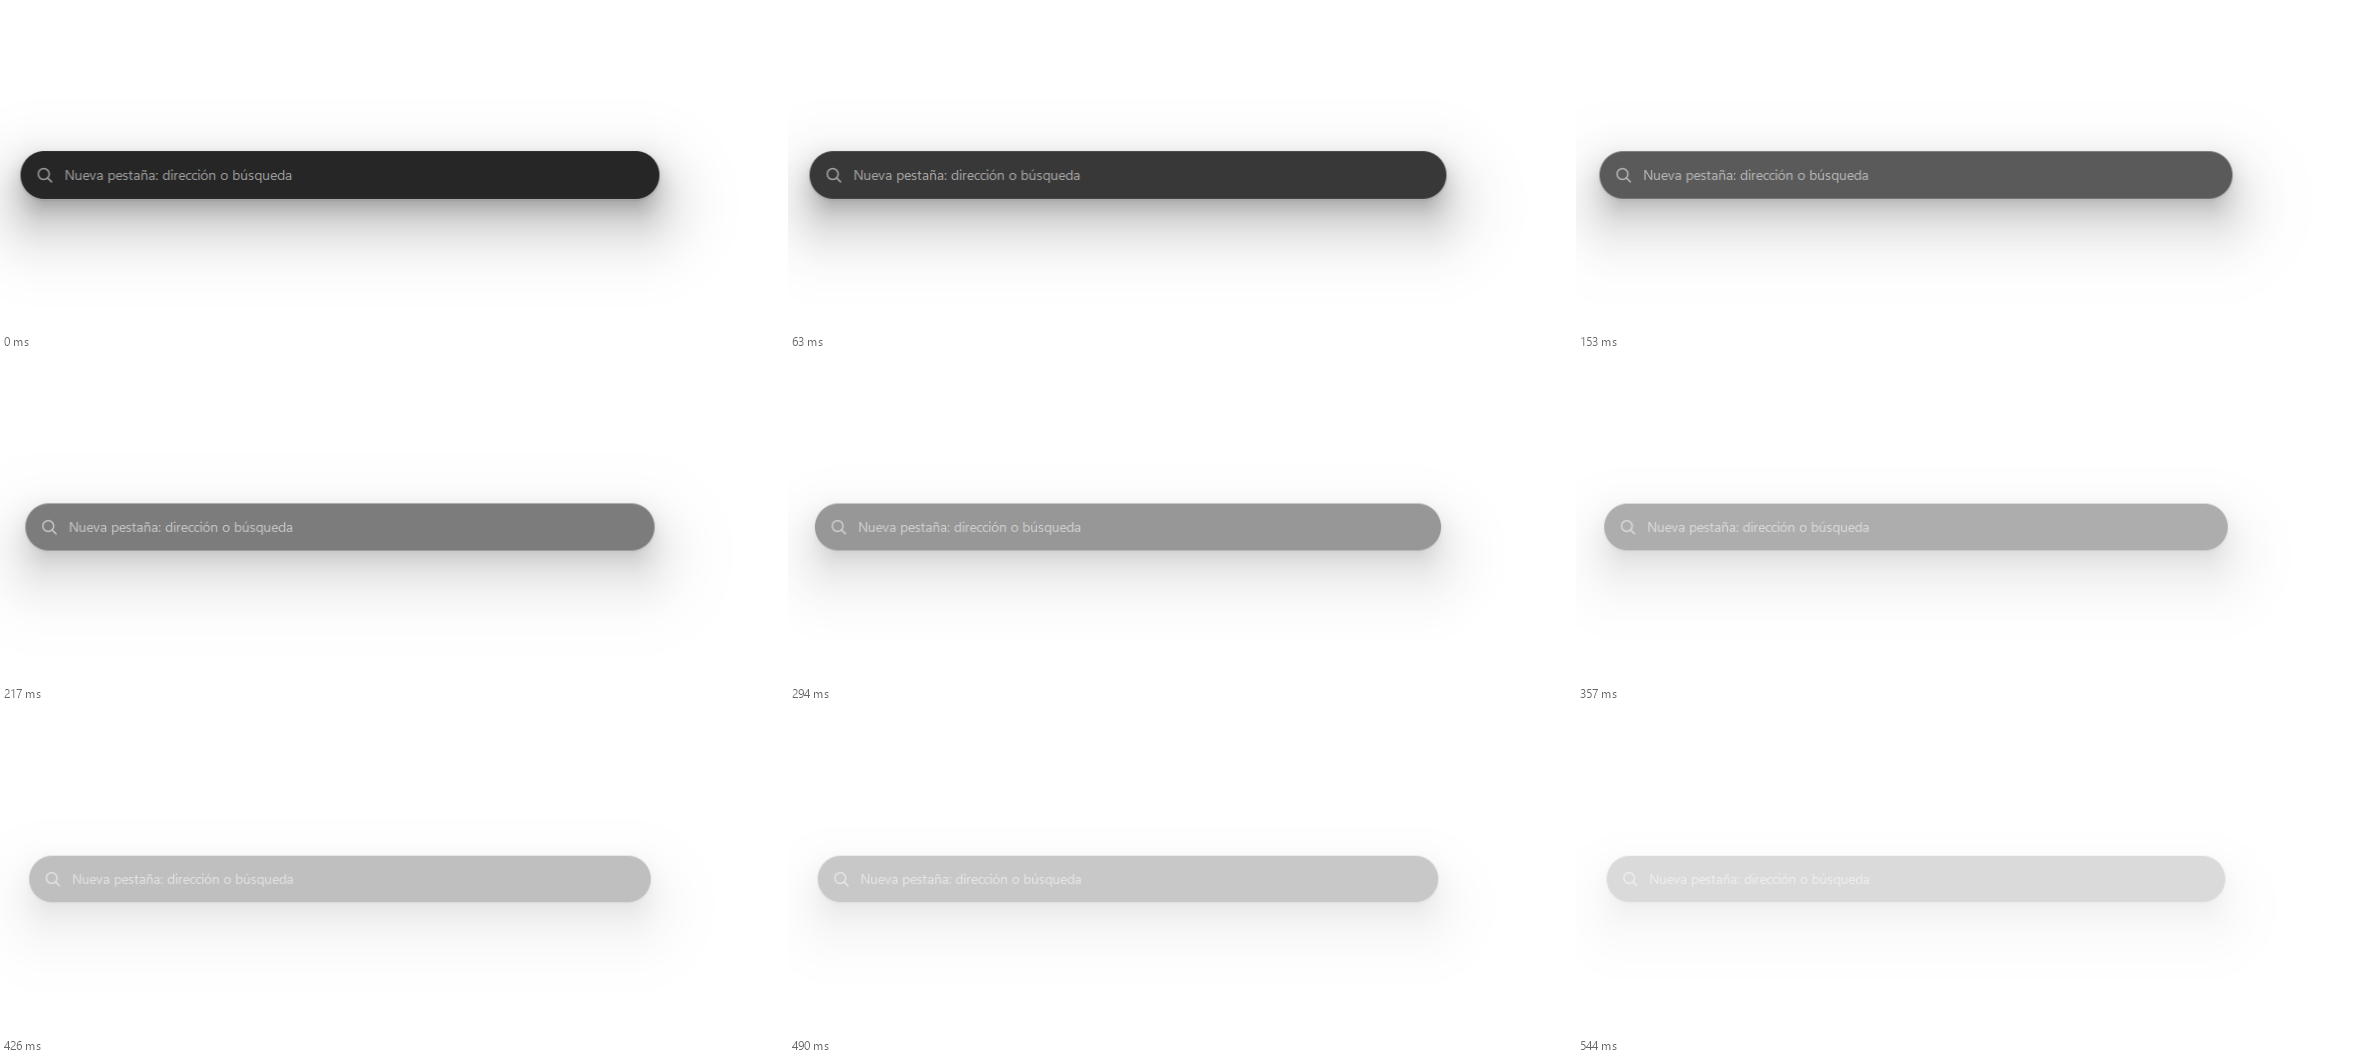 Nueva pestaña: dirección o búsqueda
Nueva pestaña: dirección o búsqueda
Nueva pestaña: dirección o búsqueda
0 ms
63 ms
153 ms
Nueva pestaña: dirección o búsqueda
Nueva pestaña: dirección o búsqueda
Nueva pestaña: dirección o búsqueda
217 ms
294 ms
357 ms
Nueva pestaña: dirección o búsqueda
Nueva pestaña: dirección o búsqueda
Nueva pestaña: dirección o búsqueda
426 ms
490 ms
544 ms